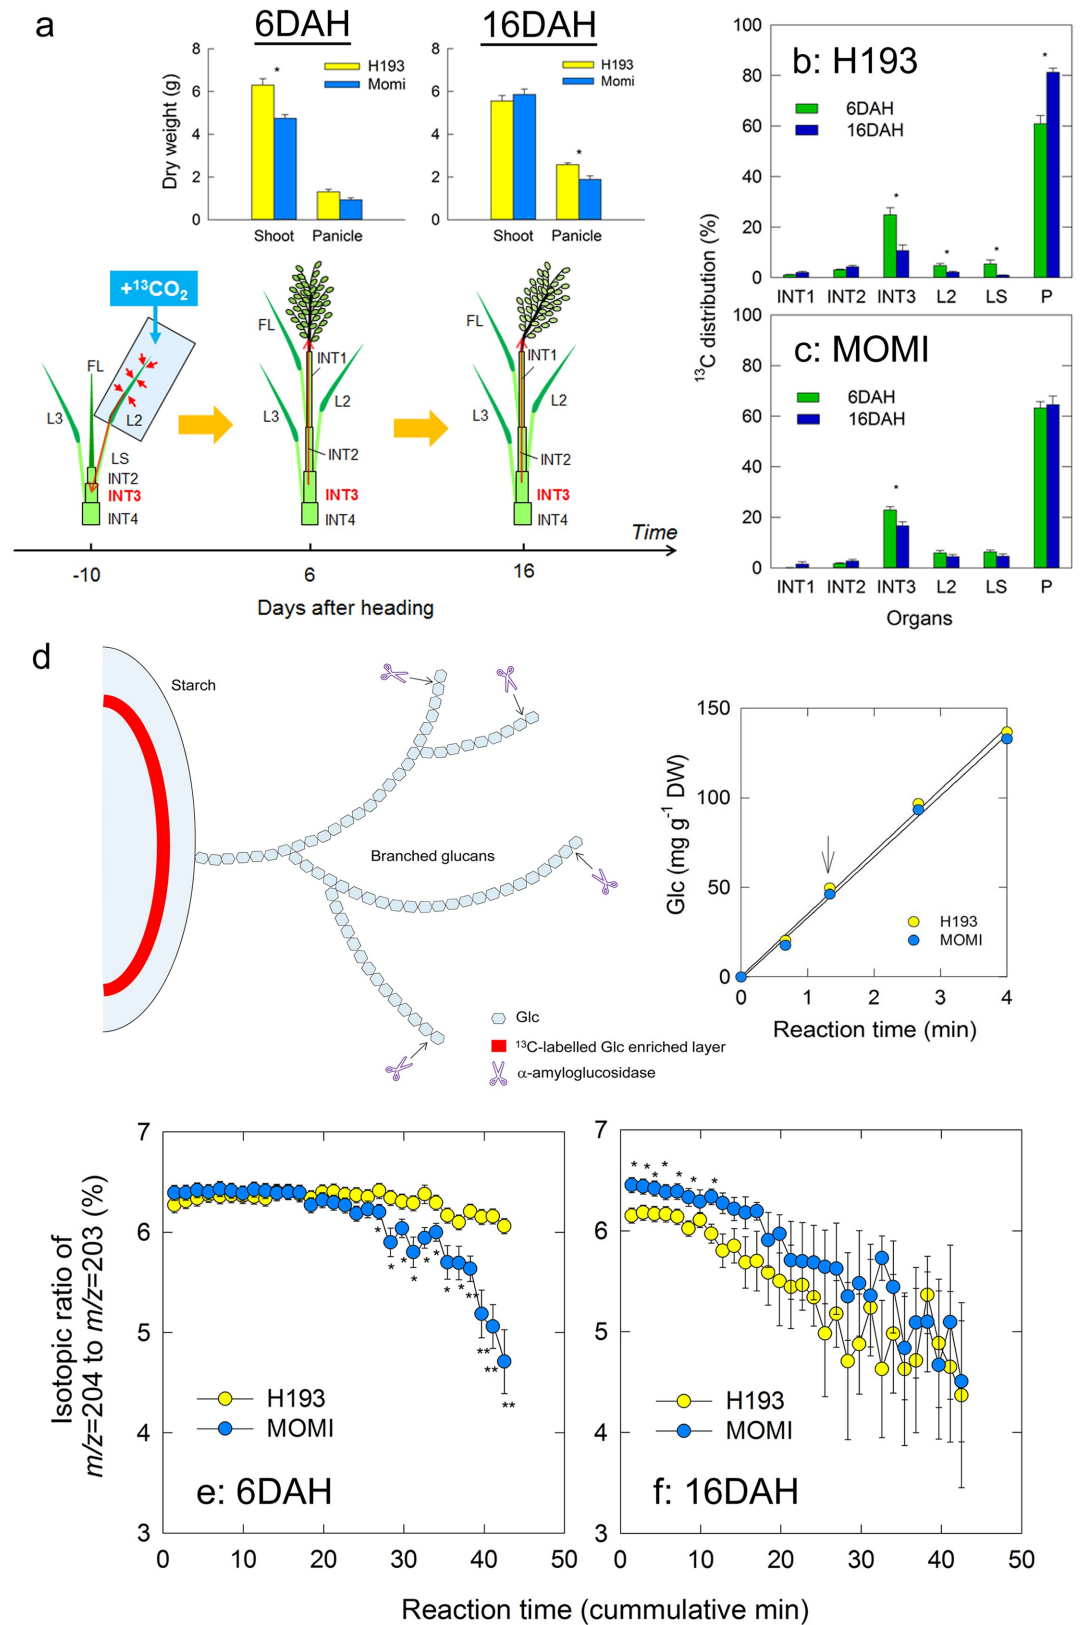 a
6DAH
16DAH
8
6
4
2
0
Dry weight (g)
*
H193
Momi
Shoot
Panicle
8
6
4
2
0
*
H193
Momi
Shoot
Panicle
+¹³CO₂
FL
L3
L2
LS
INT2
INT3
INT4
FL
INT1
L3
L2
INT2
INT3
INT4
FL
INT1
L3
L2
INT2
INT3
INT4
Time
-10
6
16
Days after heading
¹³C distribution (%)
100
80
60
40
20
0
b: H193
6DAH
16DAH
*
*
*
*
INT1
INT2
INT3
L2
LS
P
100
80
60
40
20
0
c: MOMI
6DAH
16DAH
*
INT1
INT2
INT3
L2
LS
P
Organs
d
Starch
Branched glucans
Glc
¹³C-labelled Glc enriched layer
α-amyloglucosidase
150
100
50
0
Glc (mg g⁻¹ DW)
H193
MOMI
0
1
2
3
4
Reaction time (min)
Isotopic ratio of
m/z=204 to m/z=203 (%)
7
6
5
4
3
*
*
*
*
*
*
*
*
**
**
**
**
H193
MOMI
e: 6DAH
0
10
20
30
40
50
7
6
5
4
3
* * * *
* *
*
H193
MOMI
f: 16DAH
0
10
20
30
40
50
Reaction time (cummulative min)